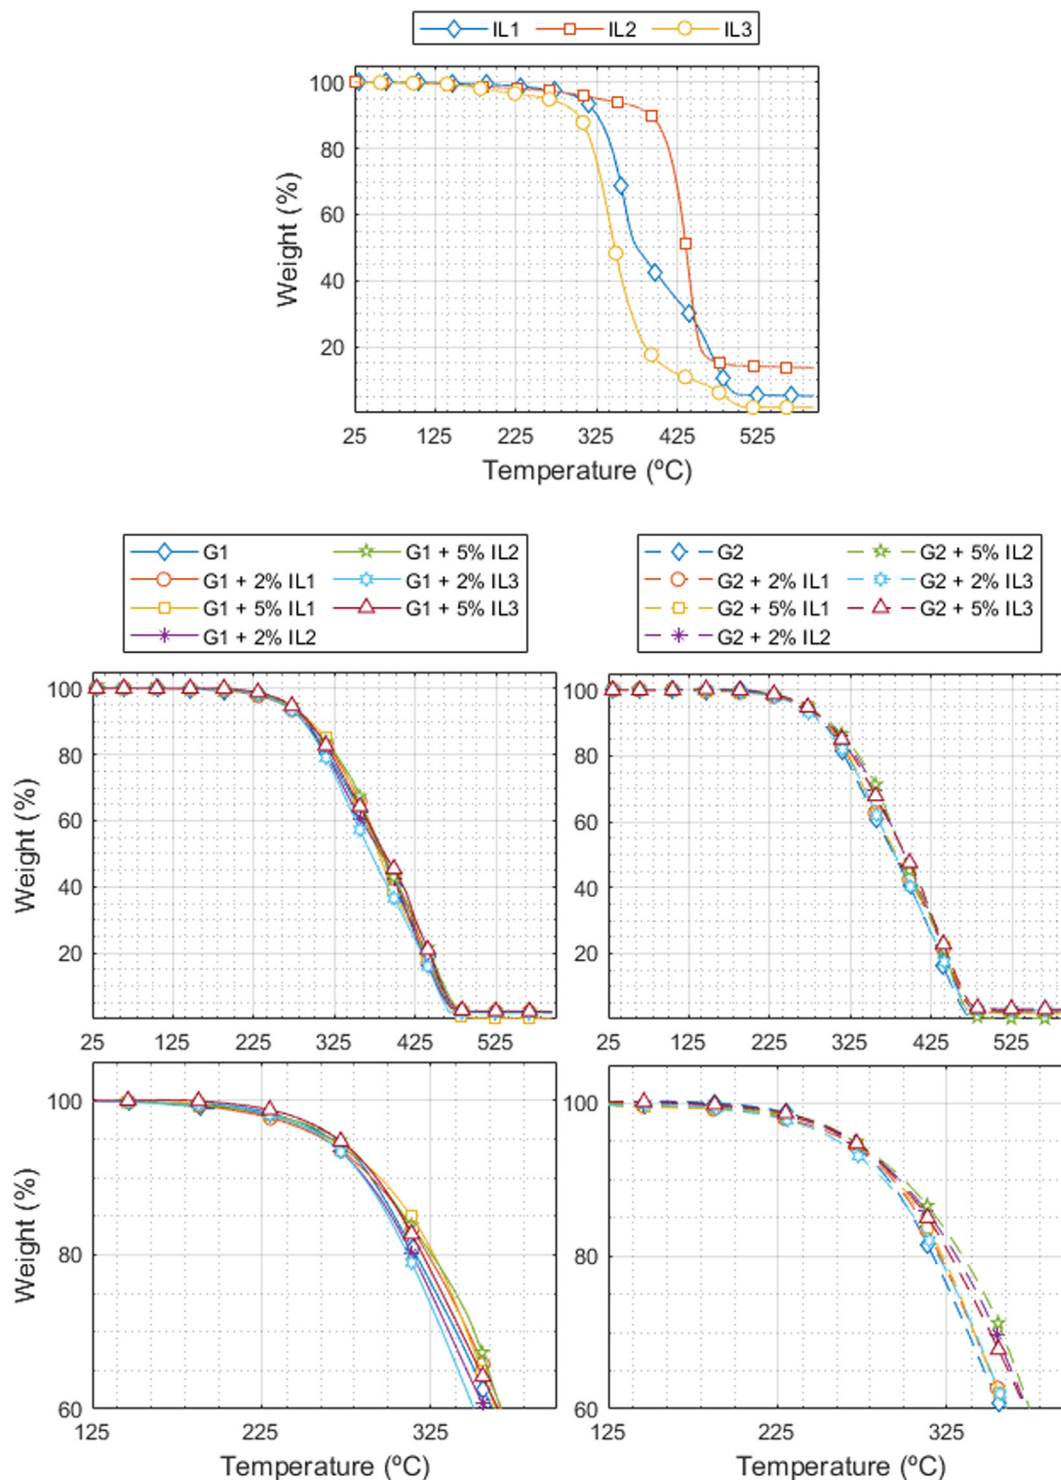 IL1 IL2 IL3
100
80
60
40
20
Weight (%)
25 125 225 325 425 525
Temperature (ºC)
G1 G1 + 5% IL2
G1 + 2% IL1 G1 + 2% IL3
G1 + 5% IL1 G1 + 5% IL3
G1 + 2% IL2
G2 G2 + 5% IL2
G2 + 2% IL1 G2 + 2% IL3
G2 + 5% IL1 G2 + 5% IL3
G2 + 2% IL2
100
80
60
40
20
Weight (%)
25 125 225 325 425 525
100
80
60
40
20
25 125 225 325 425 525
100
80
60
Weight (%)
125 225 325
Temperature (ºC)
100
80
60
125 225 325
Temperature (ºC)